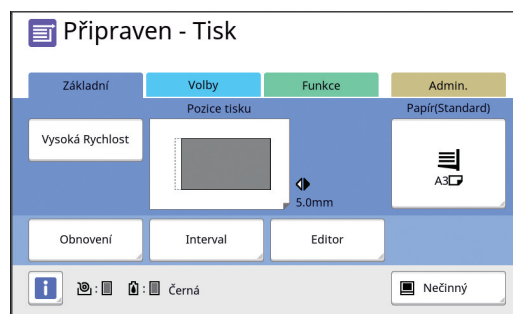 Připraven - Tisk
Základní
Volby
Funkce
Admin.
Pozice tisku
Papír(Standard)
Vysoká Rychlost
A3
5.0mm
Obnovení
Interval
Editor
i
:
:
Černá
Nečinný